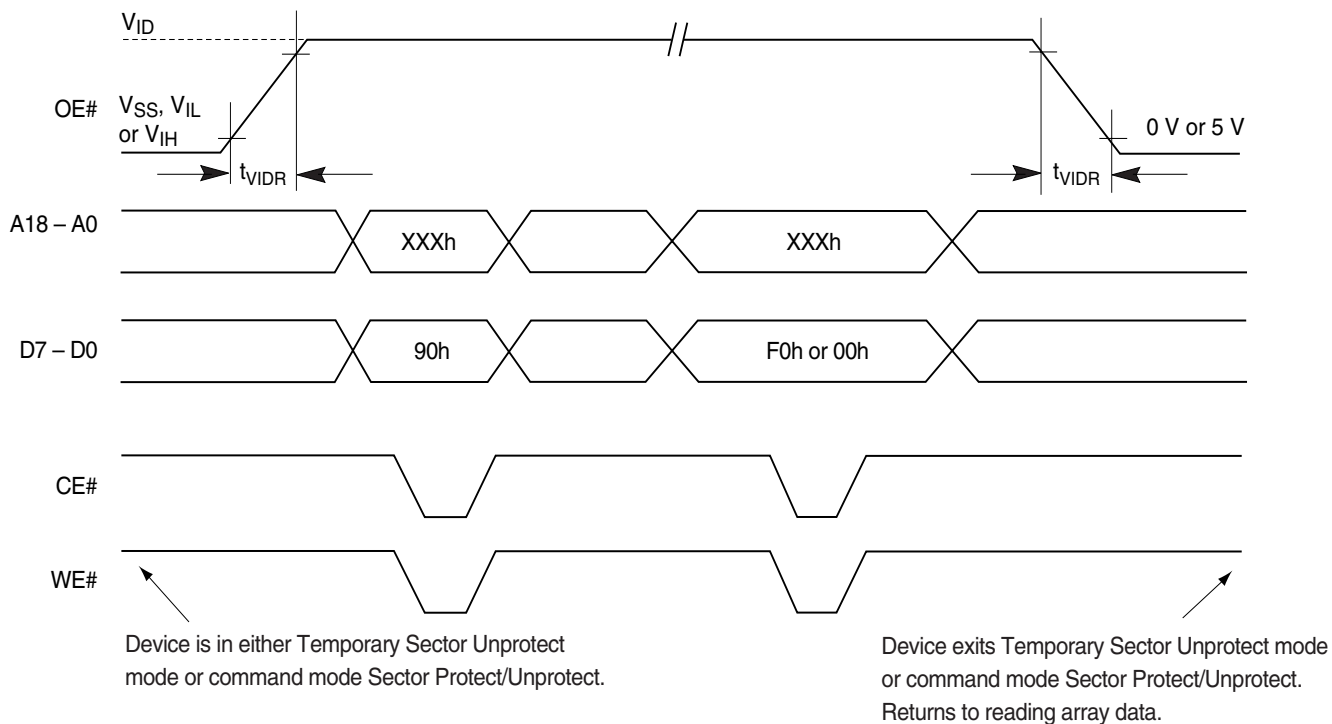 VID
OE#
VSS, VIL
or VIH
0 V or 5 V
tVIDR
tVIDR
A18 – A0
XXXh
XXXh
D7 – D0
90h
F0h or 00h
CE#
WE#
Device is in either Temporary Sector Unprotect
mode or command mode Sector Protect/Unprotect.
Device exits Temporary Sector Unprotect mode
or command mode Sector Protect/Unprotect.
Returns to reading array data.